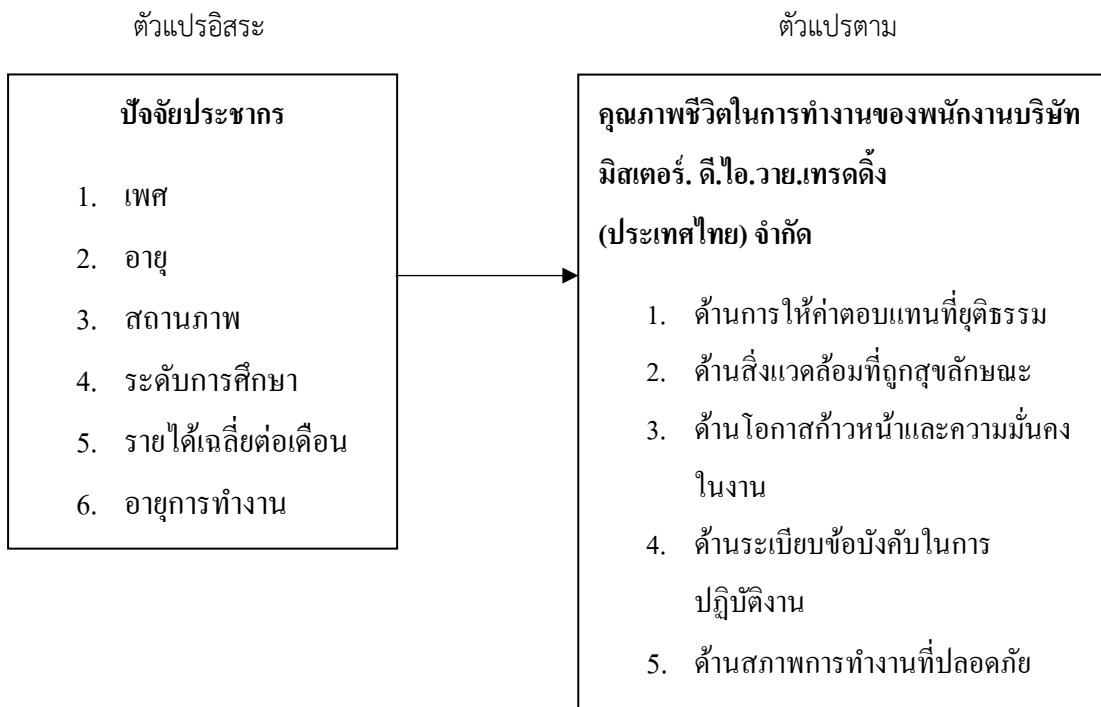 ตัวแปรอิสระ
ตัวแปรตาม
ปัจจัยประชากร
1. เพศ
2. อายุ
3. สถานภาพ
4. ระดับการศึกษา
5. รายได้เฉลี่ยต่อเดือน
6. อายุการทำงาน
คุณภาพชีวิตในการทำงานของพนักงานบริษัท
มิสเตอร์. ดี.ไอ.วาย.เทรดดิ้ง
(ประเทศไทย) จำกัด
1. ด้านการให้ค่าตอบแทนที่ยุติธรรม
2. ด้านสิ่งแวดล้อมที่ถูกสุขลักษณะ
3. ด้านโอกาสก้าวหน้าและความมั่นคง
ในงาน
4. ด้านระเบียบข้อบังคับในการ
ปฏิบัติงาน
5. ด้านสภาพการทำงานที่ปลอดภัย